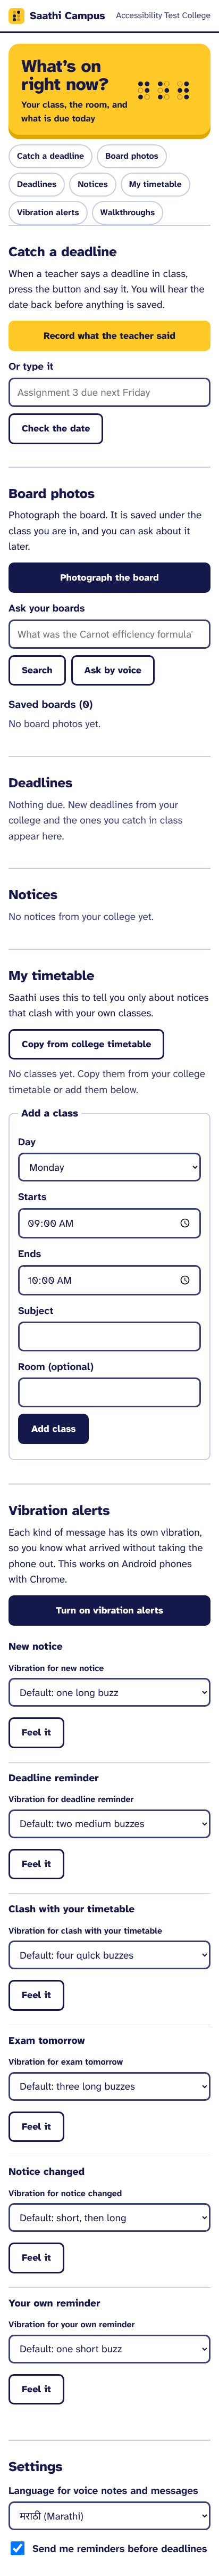 Saathi Campus
Accessibility Test College
What's on
right now?
Your class, the room, and
what is due today
Catch a deadline
Board photos
Deadlines
Notices
My timetable
Vibration alerts
Walkthroughs
Catch a deadline
When a teacher says a deadline in class,
press the button and say it. You will hear the
date back before anything is saved.
Record what the teacher said
Or type it
Assignment 3 due next Friday
Check the date
Board photos
Photograph the board. It is saved under the
class you are in, and you can ask about it
later.
Photograph the board
Ask your boards
What was the Carnot efficiency formula'
Search
Ask by voice
Saved boards (0)
No board photos yet.
Deadlines
Nothing due. New deadlines from your
college and the ones you catch in class
appear here.
Notices
No notices from your college yet.
My timetable
Saathi uses this to tell you only about notices
that clash with your own classes.
Copy from college timetable
No classes yet. Copy them from your college
timetable or add them below.
Add a class
Day
Monday
Starts
09:00 AM
Ends
10:00 AM
Subject
Room (optional)
Add class
Vibration alerts
Each kind of message has its own vibration,
so you know what arrived without taking the
phone out. This works on Android phones
with Chrome.
Turn on vibration alerts
New notice
Vibration for new notice
Default: one long buzz
Feel it
Deadline reminder
Vibration for deadline reminder
Default: two medium buzzes
Feel it
Clash with your timetable
Vibration for clash with your timetable
Default: four quick buzzes
Feel it
Exam tomorrow
Vibration for exam tomorrow
Default: three long buzzes
Feel it
Notice changed
Vibration for notice changed
Default: short, then long
Feel it
Your own reminder
Vibration for your own reminder
Default: one short buzz
Feel it
Settings
Language for voice notes and messages
मराठी (Marathi)
Send me reminders before deadlines